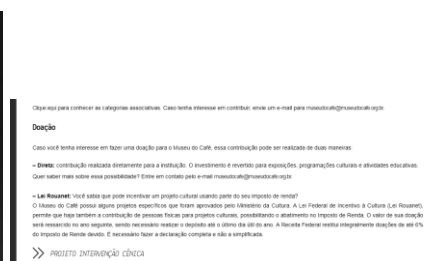 Clique aqui para conhecer as categorias associativas. Caso tenha interesse em contribuir, envie um e-mail para museudocafe@museudocafe.org.br.
Doação
Caso você tenha interesse em fazer uma doação para o Museu do Café, essa contribuição pode ser realizada de duas maneiras:
– Direta: contribuição realizada diretamente para a instituição. O investimento é revertido para exposições, programações culturais e atividades educativas.
Quer saber mais sobre essa possibilidade? Entre em contato pelo e-mail museudocafe@museudocafe.org.br.
– Lei Rouanet: Você sabia que pode incentivar um projeto cultural usando parte do seu imposto de renda?
O Museu do Café possui alguns projetos específicos que foram aprovados pelo Ministério da Cultura. A Lei Federal de Incentivo à Cultura (Lei Rouanet),
permite que haja também a contribuição de pessoas físicas para projetos culturais, possibilitando o abatimento no Imposto de Renda. O valor de sua doação
será ressarcido no ano seguinte, sendo necessário realizar o depósito até o último dia útil do ano. A Receita Federal restitui integralmente doações de até 6%
do Imposto de Renda devido. É necessário fazer a declaração completa e não a simplificada.
>> PROJETO INTERVENÇÃO CÊNICA